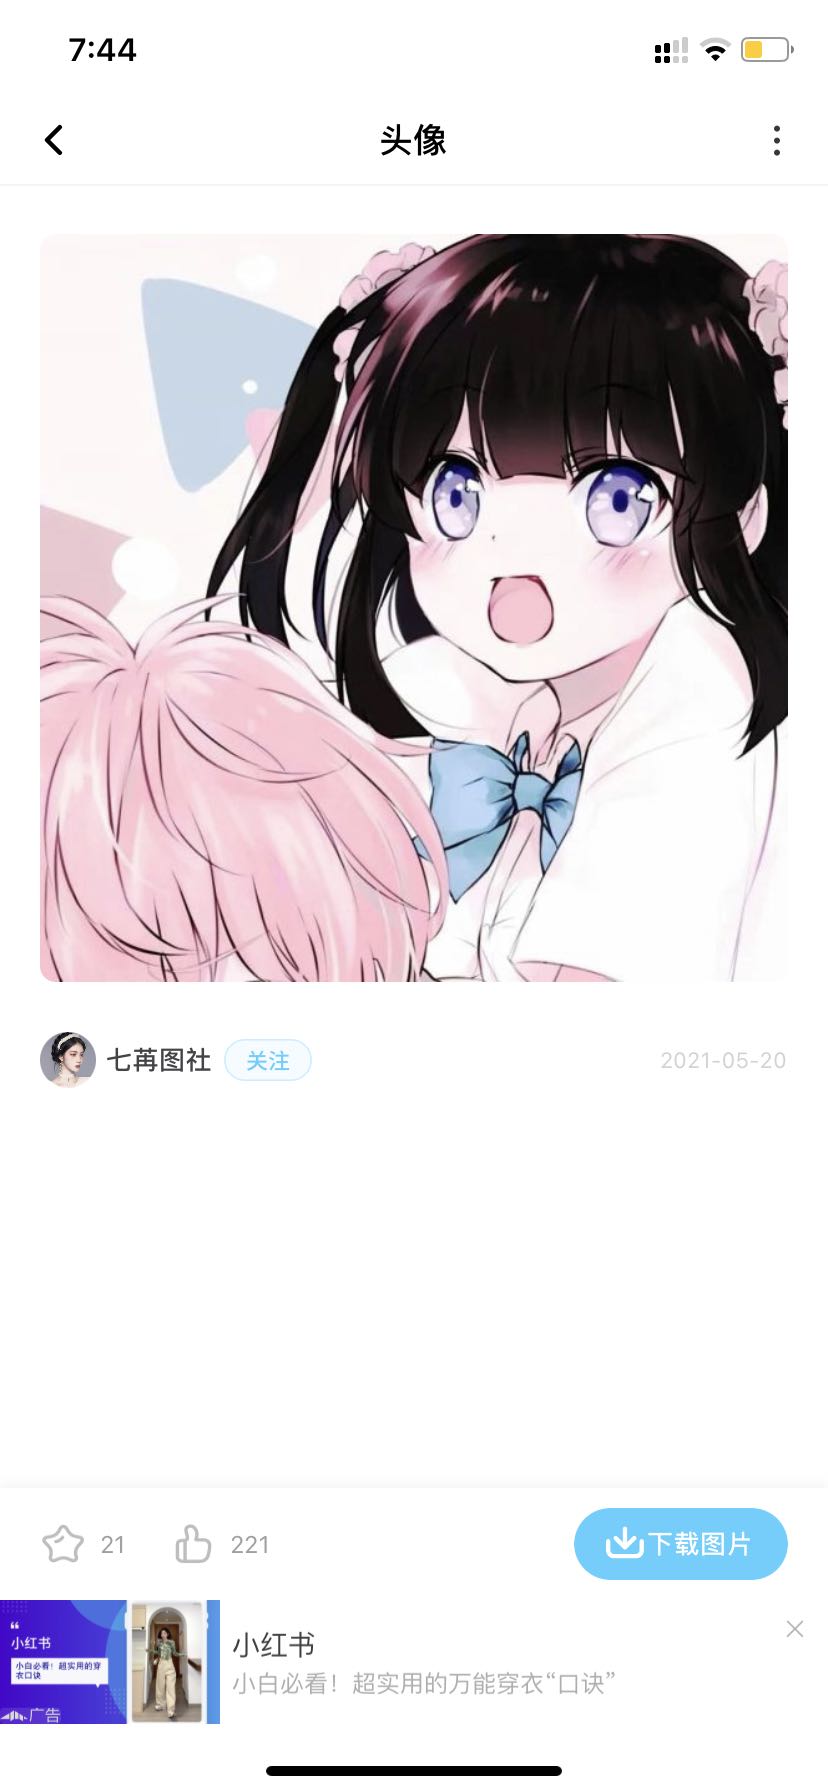 7:44
头像
七苒图社
关注
2021-05-20
21
221
下载图片
“
小红书
小白必看！超实用的穿
衣口诀
广告
小红书
小白必看！超实用的万能穿衣“口诀”